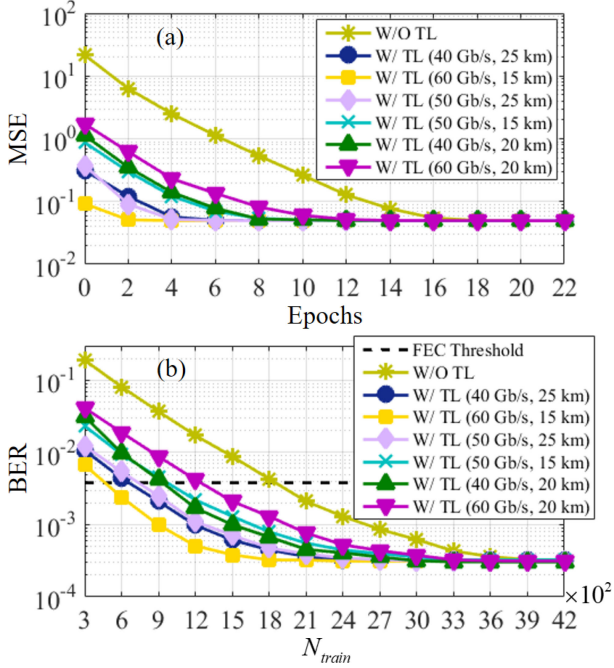 (a)
W/O TL
W/ TL (40 Gb/s, 25 km)
W/ TL (60 Gb/s, 15 km)
W/ TL (50 Gb/s, 25 km)
W/ TL (50 Gb/s, 15 km)
W/ TL (40 Gb/s, 20 km)
W/ TL (60 Gb/s, 20 km)
MSE
10^2
10^1
10^0
10^-1
10^-2
0 2 4 6 8 10 12 14 16 18 20 22
Epochs
(b)
FEC Threshold
W/O TL
W/ TL (40 Gb/s, 25 km)
W/ TL (60 Gb/s, 15 km)
W/ TL (50 Gb/s, 25 km)
W/ TL (50 Gb/s, 15 km)
W/ TL (40 Gb/s, 20 km)
W/ TL (60 Gb/s, 20 km)
BER
10^-1
10^-2
10^-3
10^-4
3 6 9 12 15 18 21 24 27 30 33 36 39 42
×10^2
N_train